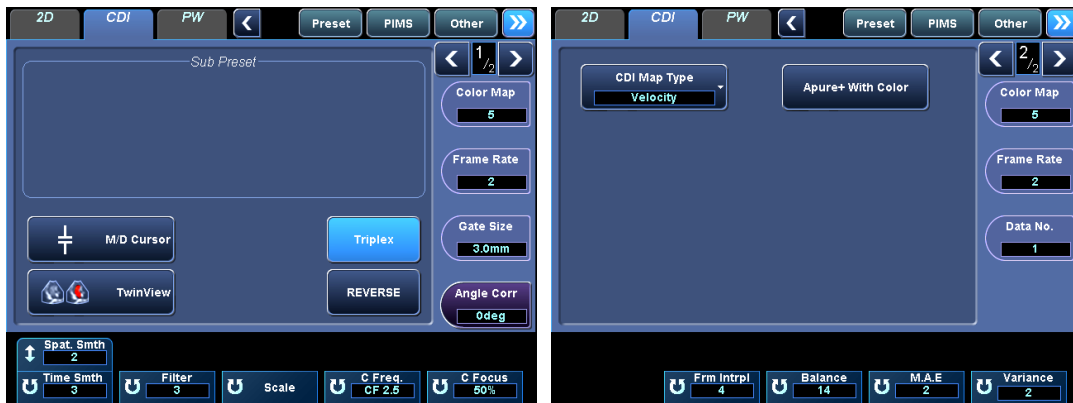 2D CDI PW Preset PIMS Other
Sub Preset
1/2
Color Map
5
Frame Rate
2
Gate Size
3.0mm
Angle Corr
0deg
M/D Cursor
Triplex
TwinView
REVERSE
Spat. Smth
2
Time Smth
3
Filter
3
Scale
C Freq.
CF 2.5
C Focus
50%
2D CDI PW Preset PIMS Other
2/2
CDI Map Type
Velocity
Apure+ With Color
Color Map
5
Frame Rate
2
Data No.
1
Frm Intrpl
4
Balance
14
M.A.E
2
Variance
2